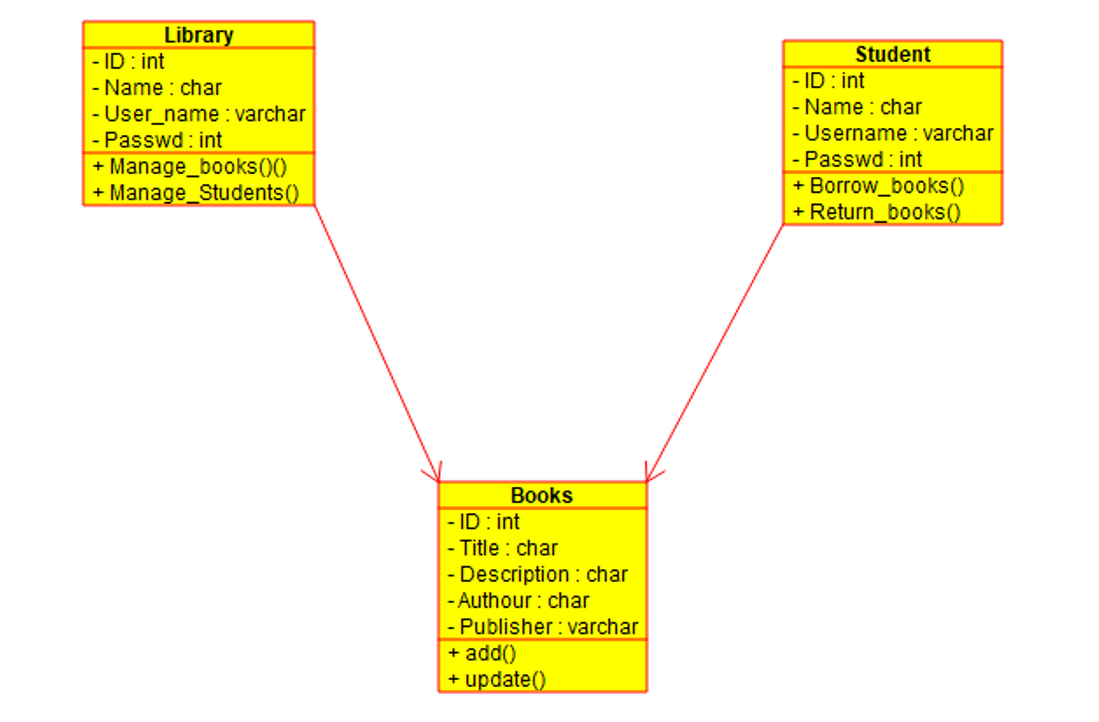 Library
- ID : int
- Name : char
- User_name : varchar
- Passwd : int
+ Manage_books()()
+ Manage_Students()
Student
- ID : int
- Name : char
- Username : varchar
- Passwd : int
+ Borrow_books()
+ Return_books()
Books
- ID : int
- Title : char
- Description : char
- Authour : char
- Publisher : varchar
+ add()
+ update()